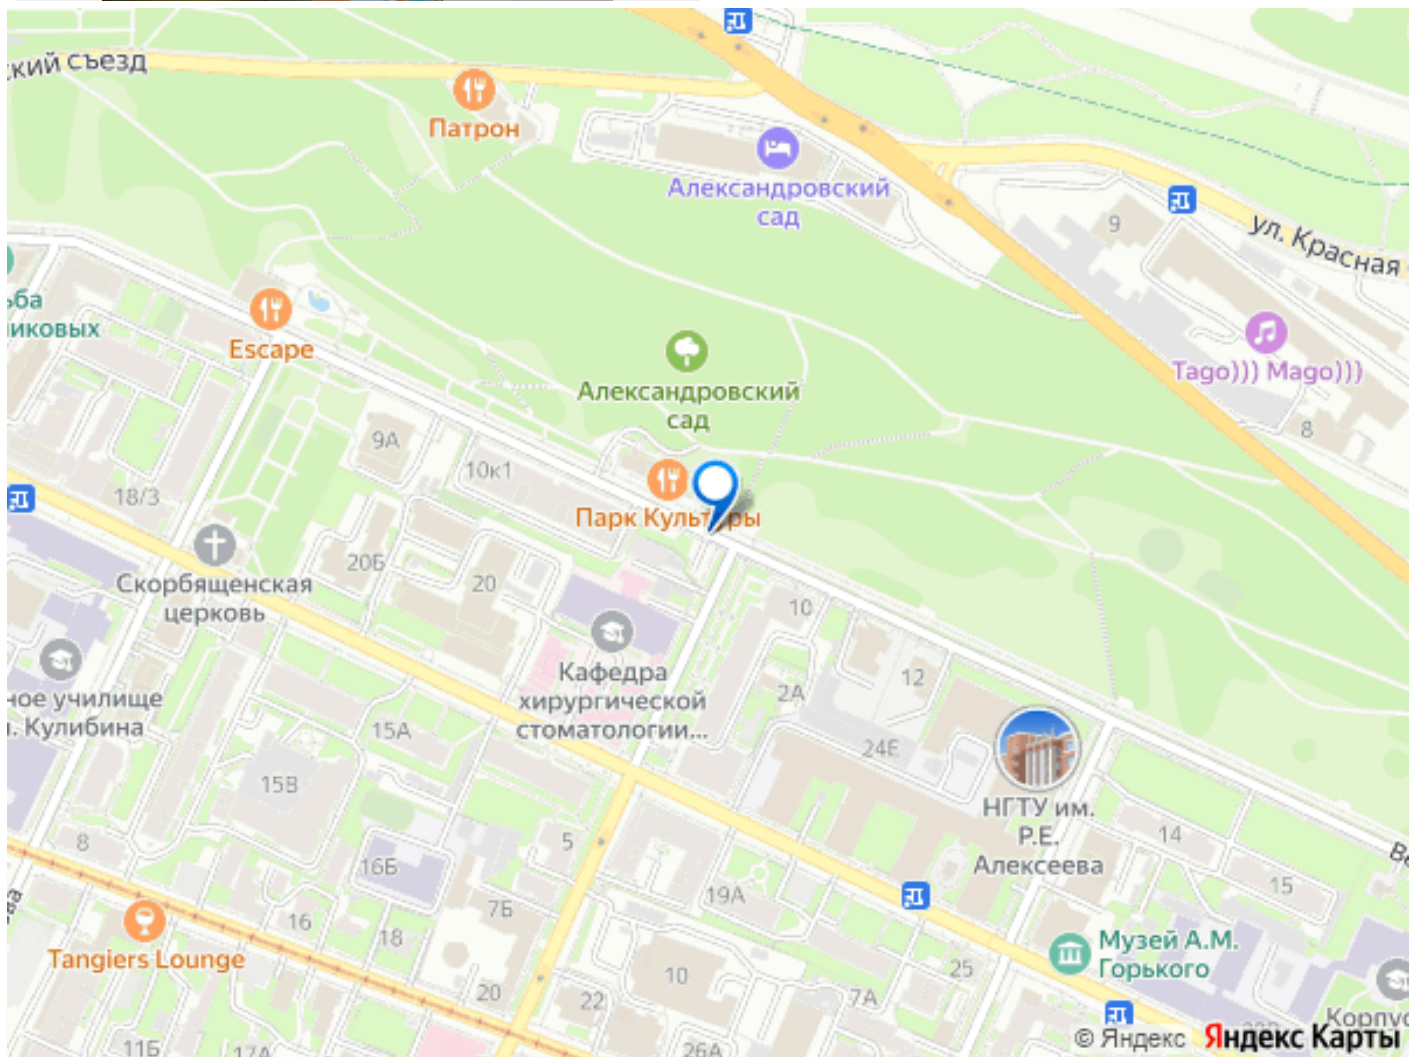 ский съезд
Патрон
Александровский
сад
9
ул. Красная
ьба
иковых
Escape
Tago))) Mago)))
Александровский
сад
8
9А
10к1
18/3
Парк Культуры
Скорбященская
церковь
20Б
20
10
Кафедра
хирургической
стоматологии...
12
2А
ное училище
. Кулибина
15А
24Е
15В
НГТУ им.
Р.Е.
Алексеева
14
8
5
16Б
15
19А
7Б
16
18
Tangiers Lounge
Музей А.М.
Горького
10
25
20
22
7А
Корпус
11Б
17А
26А
© Яндекс Яндекс Карты